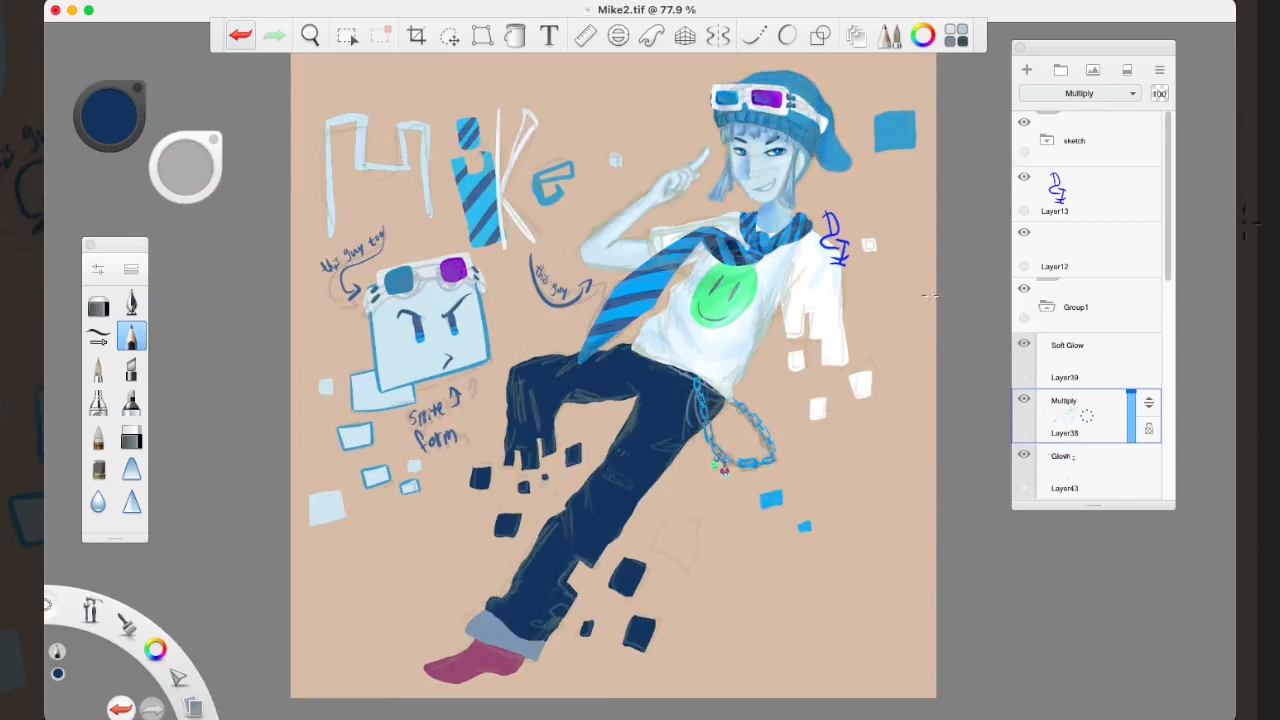 Mike2.tif @ 77.9 %
T
Multiply
100
sketch
D
Layer13
Layer12
Group1
Soft Glow
Layer39
Multiply
Layer38
Glow
Layer43
Mike
this guy too!
this guy
Sprite
form